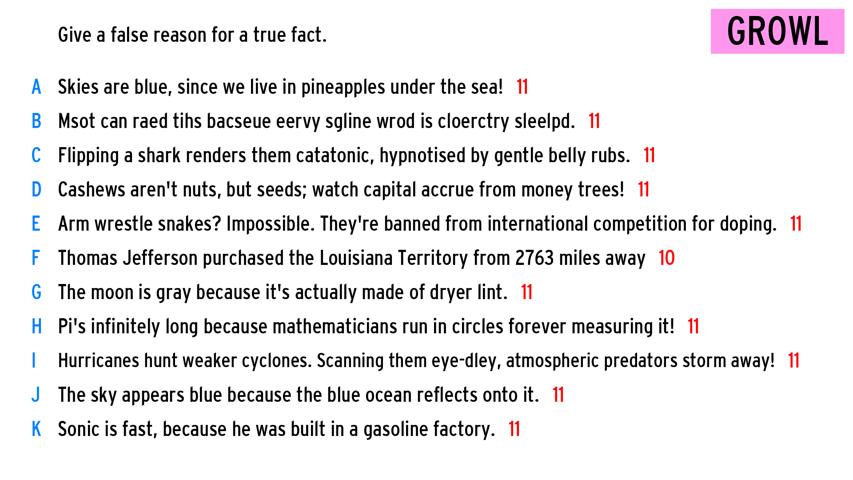 Give a false reason for a true fact.
GROWL
A Skies are blue, since we live in pineapples under the sea! 11
B Msot can raed tihs bacseue eervy sgline wrod is cloerctry sleelpd. 11
C Flipping a shark renders them catatonic, hypnotised by gentle belly rubs. 11
D Cashews aren't nuts, but seeds; watch capital accrue from money trees! 11
E Arm wrestle snakes? Impossible. They're banned from international competition for doping. 11
F Thomas Jefferson purchased the Louisiana Territory from 2763 miles away 10
G The moon is gray because it's actually made of dryer lint. 11
H Pi's infinitely long because mathematicians run in circles forever measuring it! 11
I Hurricanes hunt weaker cyclones. Scanning them eye-dley, atmospheric predators storm away! 11
J The sky appears blue because the blue ocean reflects onto it. 11
K Sonic is fast, because he was built in a gasoline factory. 11